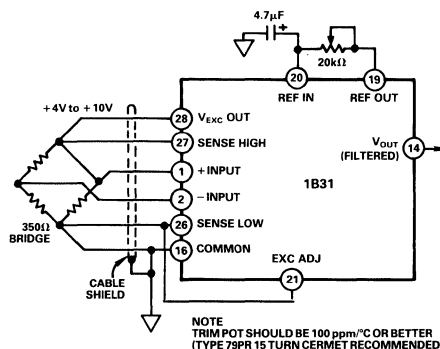 4.7μF
20kΩ
20
19
REF IN
REF OUT
+4V to +10V
28
VEXC OUT
27
SENSE HIGH
1
+INPUT
2
−INPUT
26
SENSE LOW
16
COMMON
1B31
VOUT
(FILTERED)
14
350Ω
BRIDGE
CABLE
SHIELD
EXC ADJ
21
NOTE
TRIM POT SHOULD BE 100 ppm/°C OR BETTER
(TYPE 79PR 15 TURN CERMET RECOMMENDED